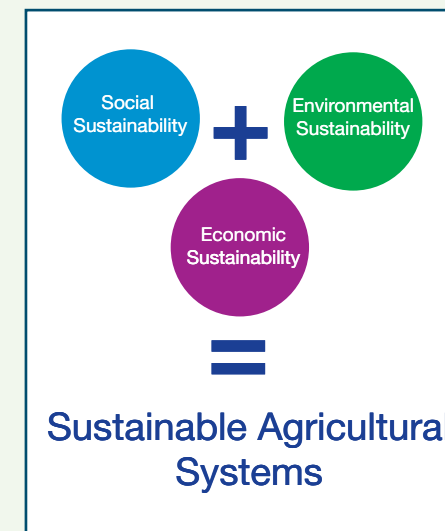 Social
Sustainability
+
Environmental
Sustainability
Economic
Sustainability
=
Sustainable Agricultural
Systems